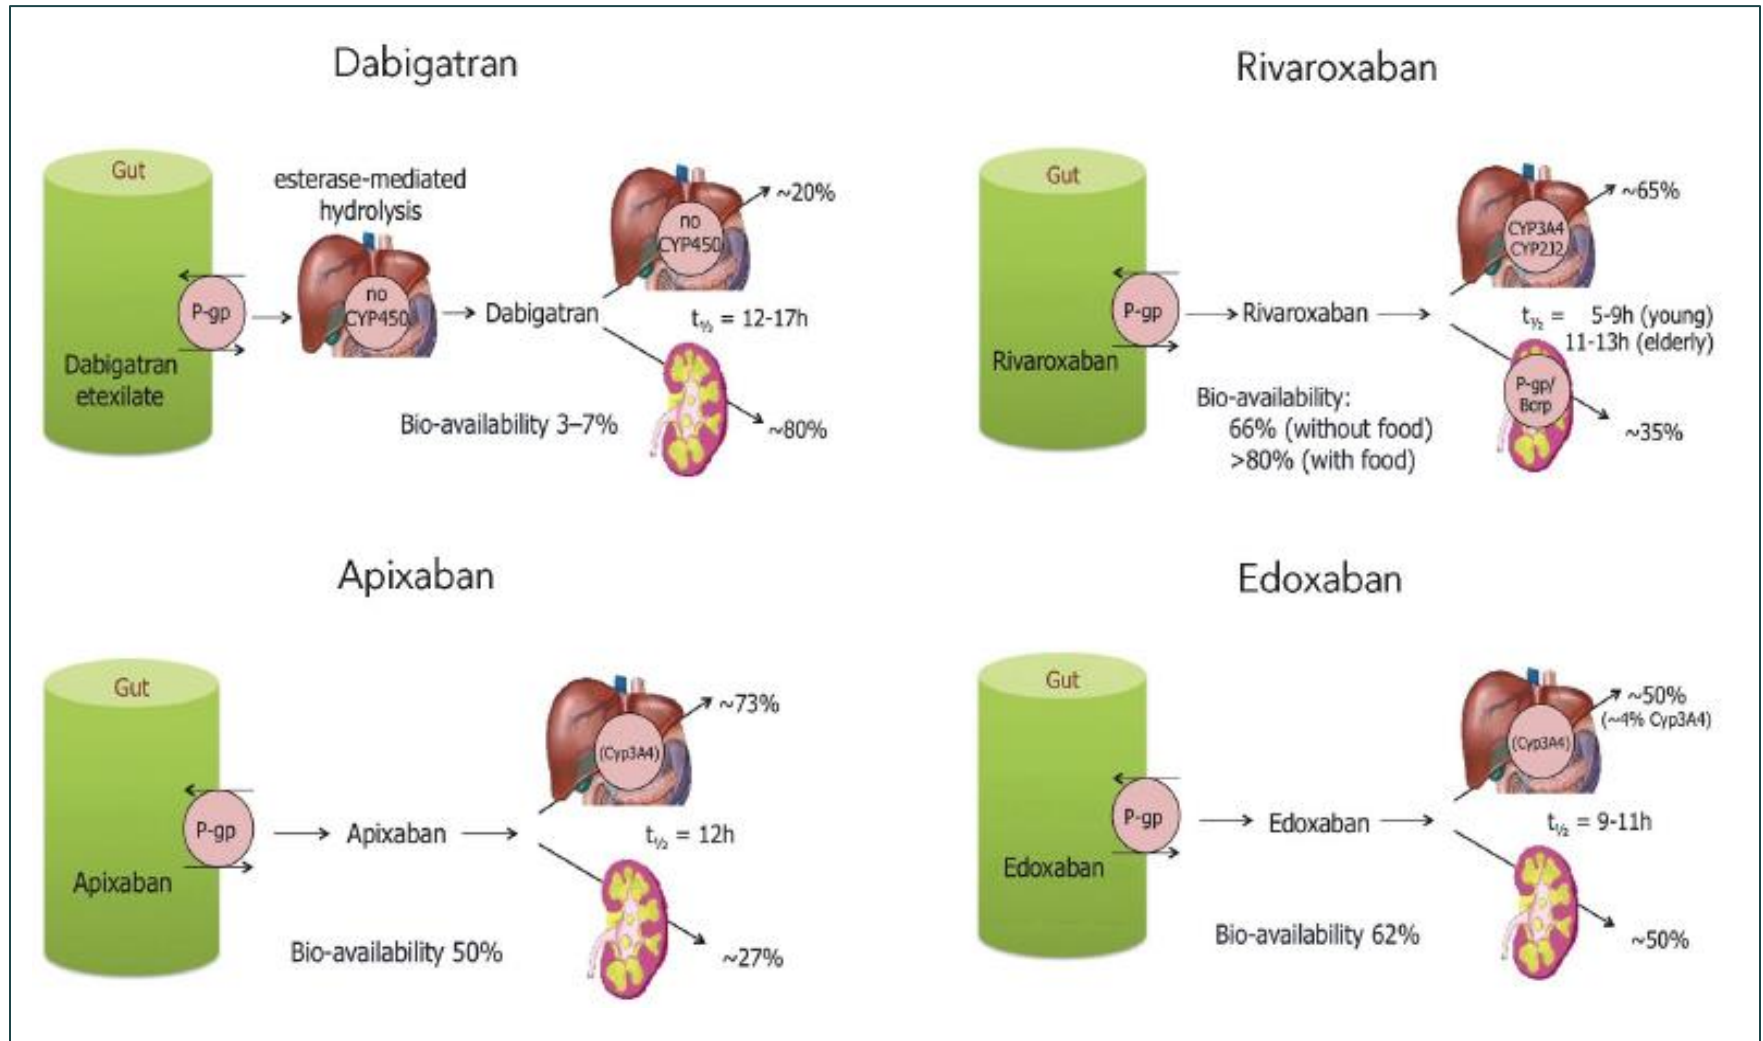 Dabigatran
Gut
esterase-mediated
hydrolysis
P-gp
no
CYP450
Dabigatran
no
CYP450
~20%
t½ = 12-17h
Dabigatran
etexilate
Bio-availability 3–7%
~80%
Rivaroxaban
Gut
P-gp
Rivaroxaban
Rivaroxaban
CYP3A4
CYP2J2
~65%
t½ = 5-9h (young)
11-13h (elderly)
P-gp/
Bcrp
Bio-availability:
66% (without food)
>80% (with food)
~35%
Apixaban
Gut
P-gp
Apixaban
Apixaban
(Cyp3A4)
~73%
t½ = 12h
Bio-availability 50%
~27%
Edoxaban
Gut
P-gp
Edoxaban
Edoxaban
(Cyp3A4)
~50%
(~4% Cyp3A4)
t½ = 9-11h
Bio-availability 62%
~50%